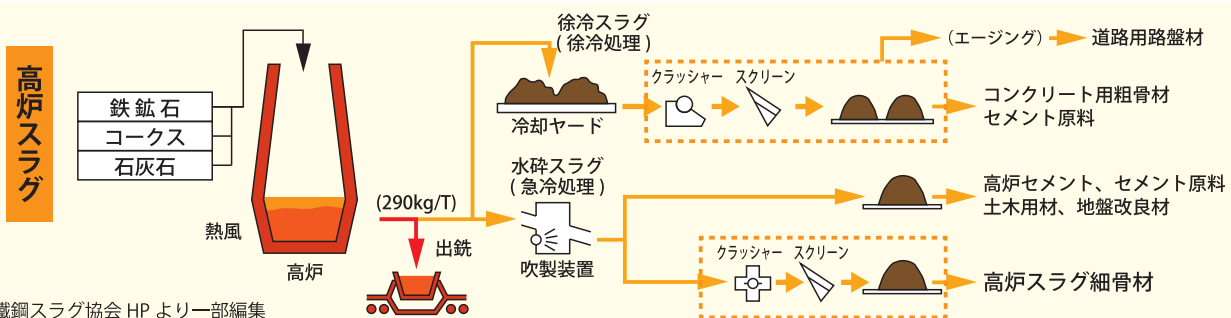 高炉スラグ
鉄鉱石
コークス
石灰石
熱風
高炉
(290kg/T)
出銑
徐冷スラグ
(徐冷処理)
冷却ヤード
クラッシャー スクリーン
(エージング)
道路用路盤材
コンクリート用粗骨材
セメント原料
水砕スラグ
(急冷処理)
吹製装置
高炉セメント、セメント原料
土木用材、地盤改良材
クラッシャー スクリーン
高炉スラグ細骨材
鐵鋼スラグ協会 HP より一部編集